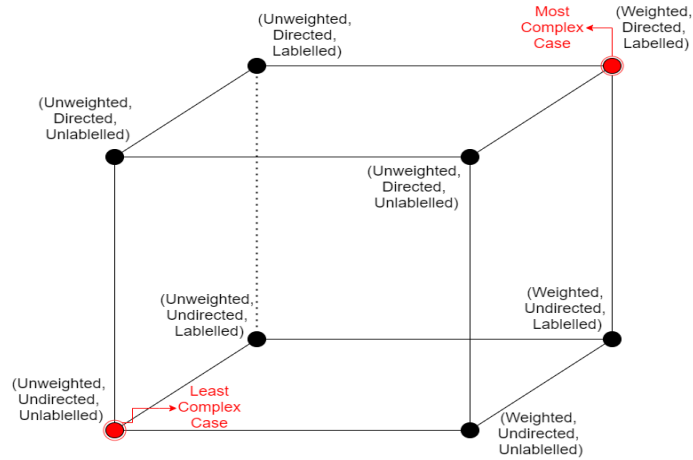 (Unweighted,
Directed,
Lablelled)
Most
Complex
Case
(Weighted,
Directed,
Labelled)
(Unweighted,
Directed,
Unlablelled)
(Unweighted,
Directed,
Unlablelled)
(Unweighted,
Undirected,
Lablelled)
(Weighted,
Undirected,
Lablelled)
(Unweighted,
Undirected,
Unlablelled)
Least
Complex
Case
(Weighted,
Undirected,
Unlablelled)